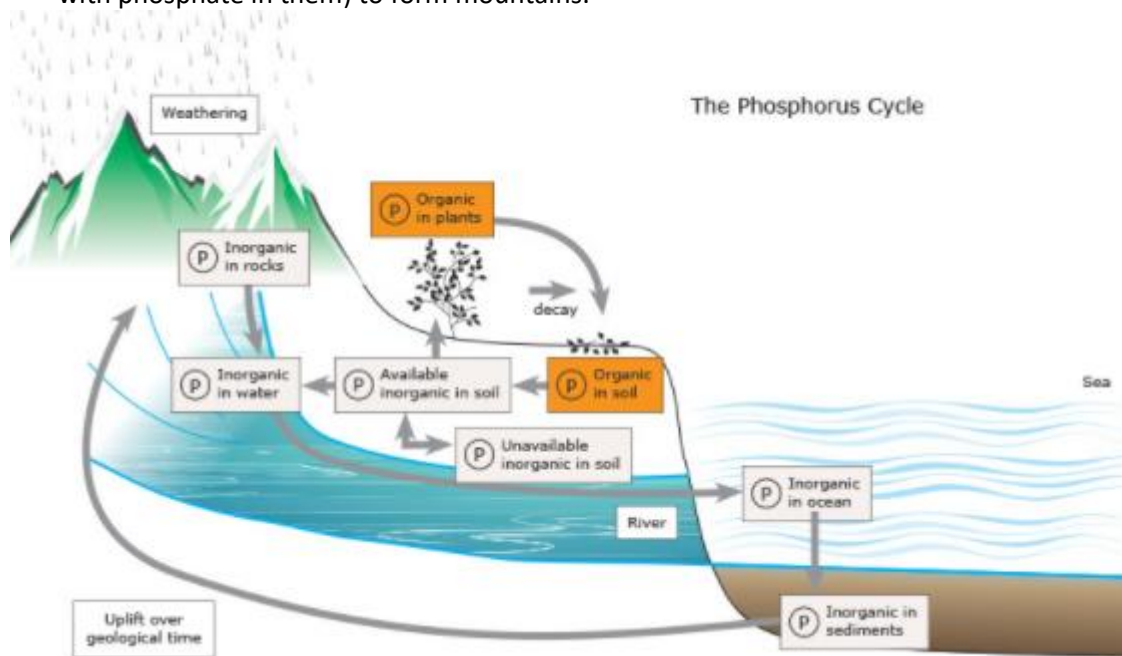 with phosphate in them) to form mountains.
Weathering
The Phosphorus Cycle
P Organic
in plants
P Inorganic
in rocks
decay
P Inorganic
in water
P Available
inorganic in soil
P Organic
in soil
Sea
P Unavailable
inorganic in soil
P Inorganic
in ocean
River
Uplift over
geological time
P Inorganic in
sediments